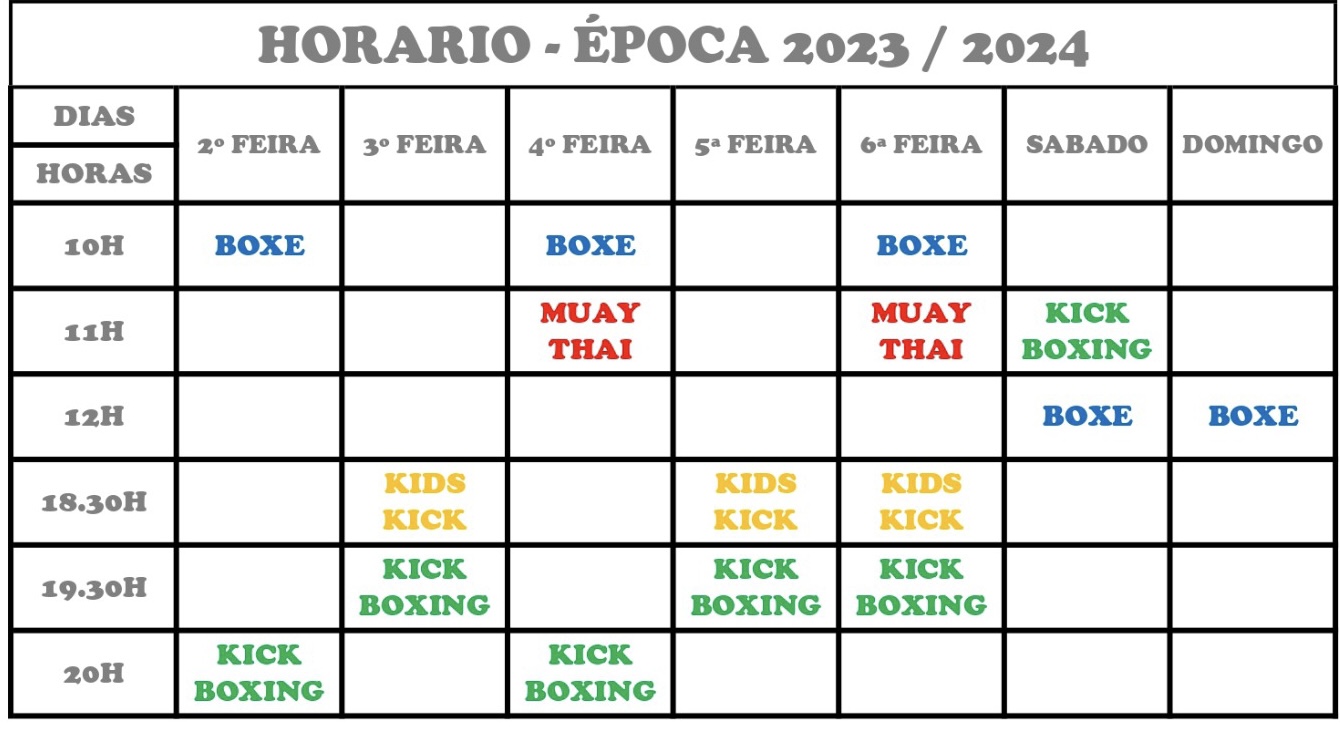 HORARIO - ÉPOCA 2023 / 2024
DIAS
HORAS
2º FEIRA 3º FEIRA 4º FEIRA 5ª FEIRA 6ª FEIRA SABADO DOMINGO
10H BOXE BOXE BOXE
11H MUAY THAI MUAY THAI KICK BOXING
12H BOXE BOXE
18.30H KIDS KICK KIDS KICK KIDS KICK
19.30H KICK BOXING KICK BOXING KICK BOXING
20H KICK BOXING KICK BOXING